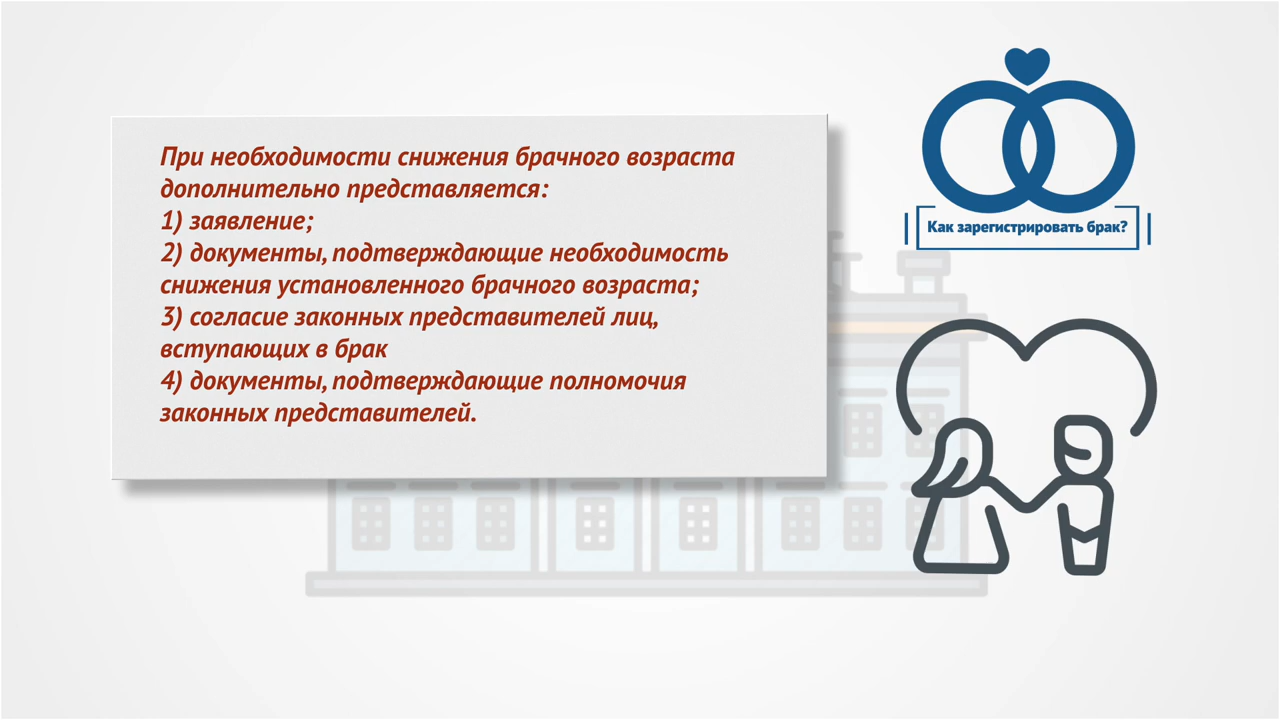 При необходимости снижения брачного возраста
дополнительно представляется:
1) заявление;
2) документы, подтверждающие необходимость
снижения установленного брачного возраста;
3) согласие законных представителей лиц,
вступающих в брак
4) документы, подтверждающие полномочия
законных представителей.
Как зарегистрировать брак?